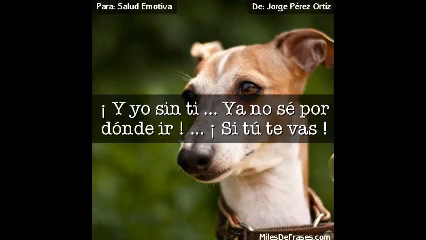 Para: Salud Emotiva
De: Jorge Pérez Ortiz
¡ Y yo sin ti ... Ya no sé por
dónde ir ! ... ¡ Si tú te vas !
MilesDeFrases.com